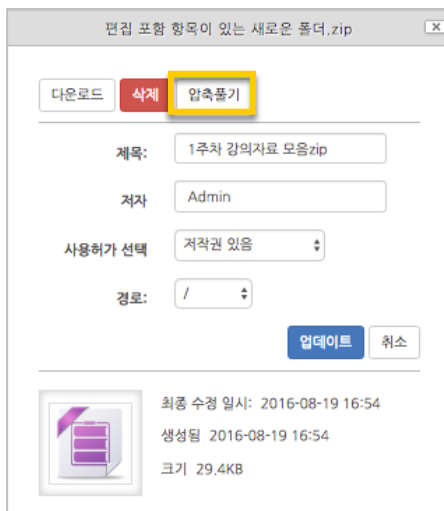 편집 포함 항목이 있는 새로운 폴더.zip x
다운로드 삭제 압축풀기
제목: 1주차 강의자료 모음zip
저자 Admin
사용허가 선택 저작권 있음
경로: /
업데이트 취소
최종 수정 일시: 2016-08-19 16:54
생성됨 2016-08-19 16:54
크기 29.4KB